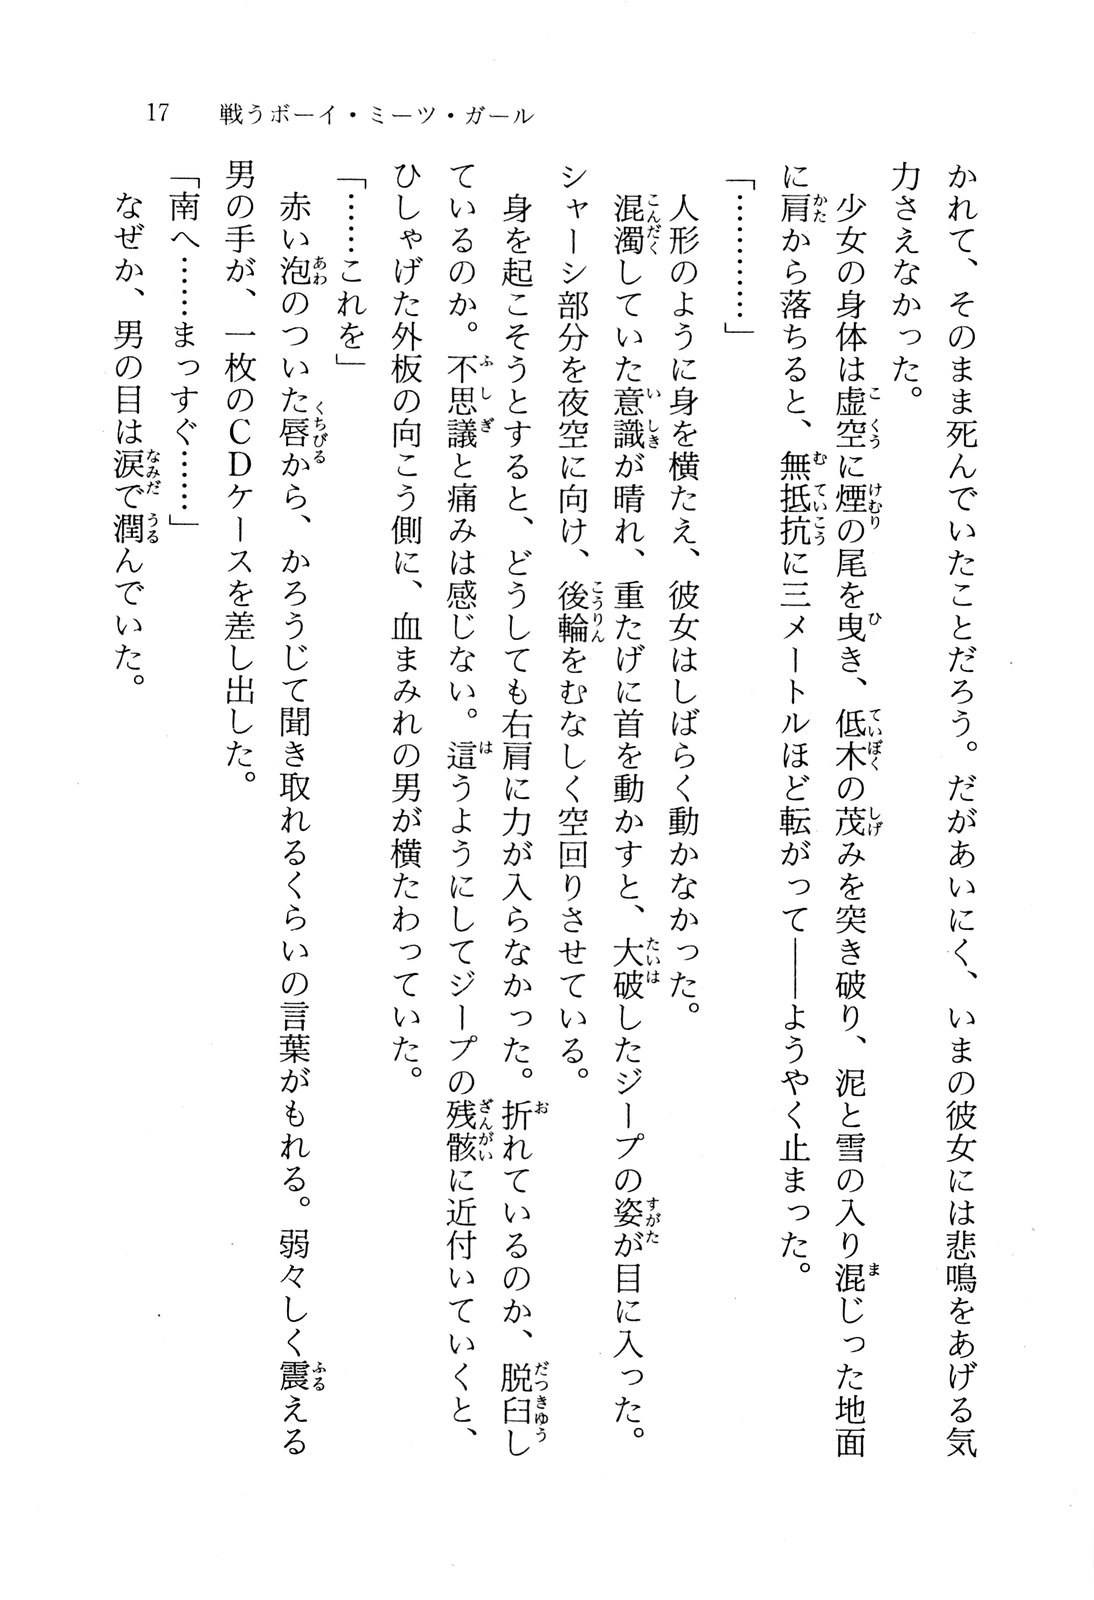 17　戦うボーイ・ミーツ・ガール
かれて、そのまま死んでいたことだろう。だがあいにく、いまの彼女には悲鳴をあげる気
力さえなかった。
　少女の身体は虚空に煙の尾を曳き、低木の茂みを突き破り、泥と雪の入り混じった地面
に肩から落ちると、無抵抗に三メートルほど転がって――ようやく止まった。
「…………」
　人形のように身を横たえ、彼女はしばらく動かなかった。
　混濁していた意識が晴れ、重たげに首を動かすと、大破したジープの姿が目に入った。
シャーシ部分を夜空に向け、後輪をむなしく空回りさせている。
　身を起こそうとすると、どうしても右肩に力が入らなかった。折れているのか、脱臼し
ているのか。不思議と痛みは感じない。這うようにしてジープの残骸に近付いていくと、
ひしゃげた外板の向こう側に、血まみれの男が横たわっていた。
「……これを」
　赤い泡のついた唇から、かろうじて聞き取れるくらいの言葉がもれる。弱々しく震える
男の手が、一枚のＣＤケースを差し出した。
「南へ……まっすぐ……」
　なぜか、男の目は涙で潤んでいた。